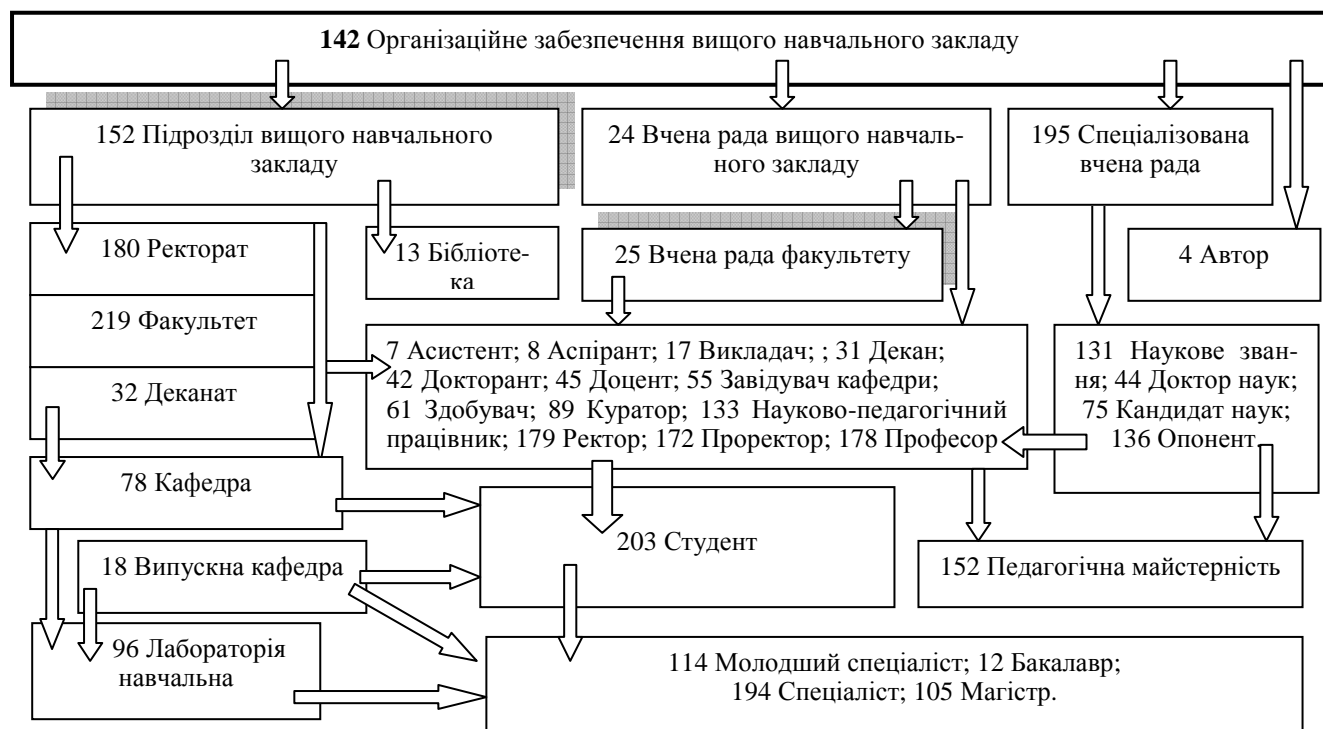 142 Організаційне забезпечення вищого навчального закладу
152 Підрозділ вищого навчального
закладу
24 Вчена рада вищого навчаль-
ного закладу
195 Спеціалізована
вчена рада
180 Ректорат
13 Бібліоте-
ка
25 Вчена рада факультету
4 Автор
219 Факультет
32 Деканат
7 Асистент; 8 Аспірант; 17 Викладач; ; 31 Декан;
42 Докторант; 45 Доцент; 55 Завідувач кафедри;
61 Здобувач; 89 Куратор; 133 Науково-педагогічний
працівник; 179 Ректор; 172 Проректор; 178 Професор
131 Наукове зван-
ня; 44 Доктор наук;
75 Кандидат наук;
136 Опонент.
78 Кафедра
203 Студент
18 Випускна кафедра
152 Педагогічна майстерність
96 Лабораторія
навчальна
114 Молодший спеціаліст; 12 Бакалавр;
194 Спеціаліст; 105 Магістр.